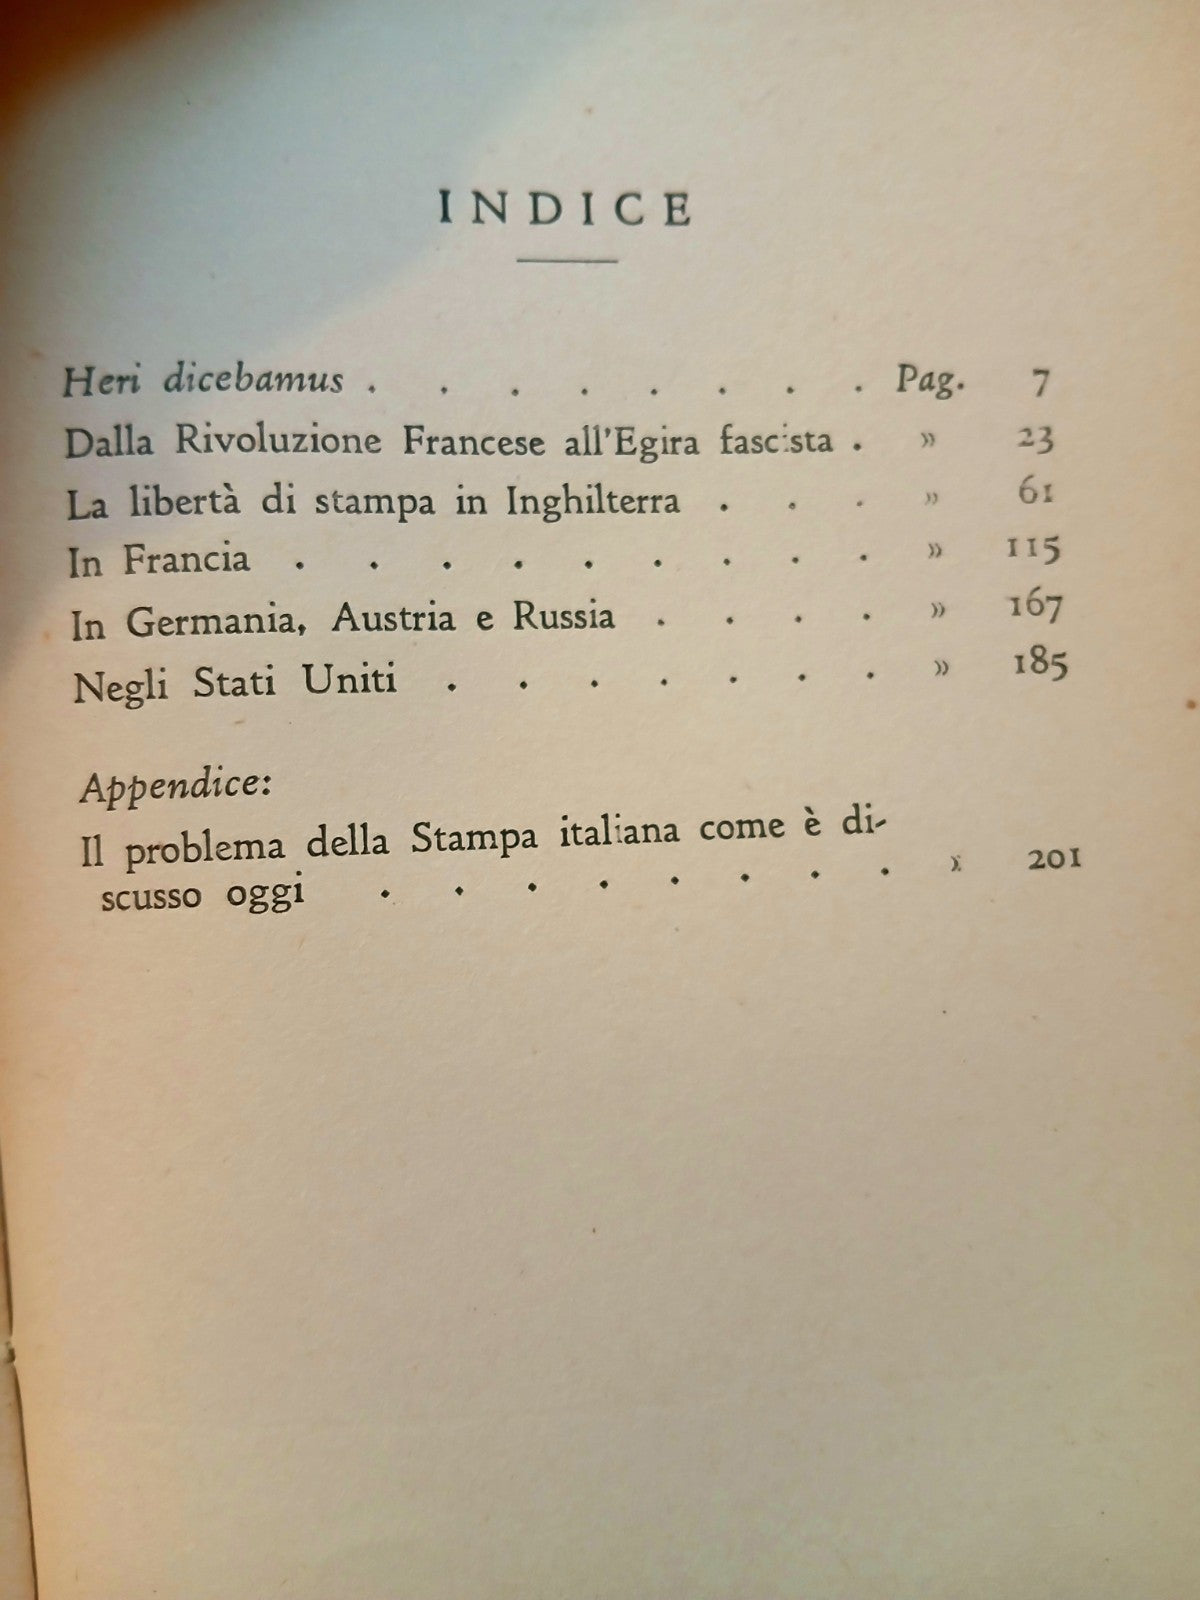 INDICE
Heri dicebamus . . . . . . . . Pag. 7
Dalla Rivoluzione Francese all'Egira fascista . » 23
La libertà di stampa in Inghilterra . . . » 61
In Francia . . . . . . . . . » 115
In Germania, Austria e Russia . . . . » 167
Negli Stati Uniti . . . . . . . » 185
Appendice:
Il problema della Stampa italiana come è di-
scusso oggi . . . . . . . . » 201